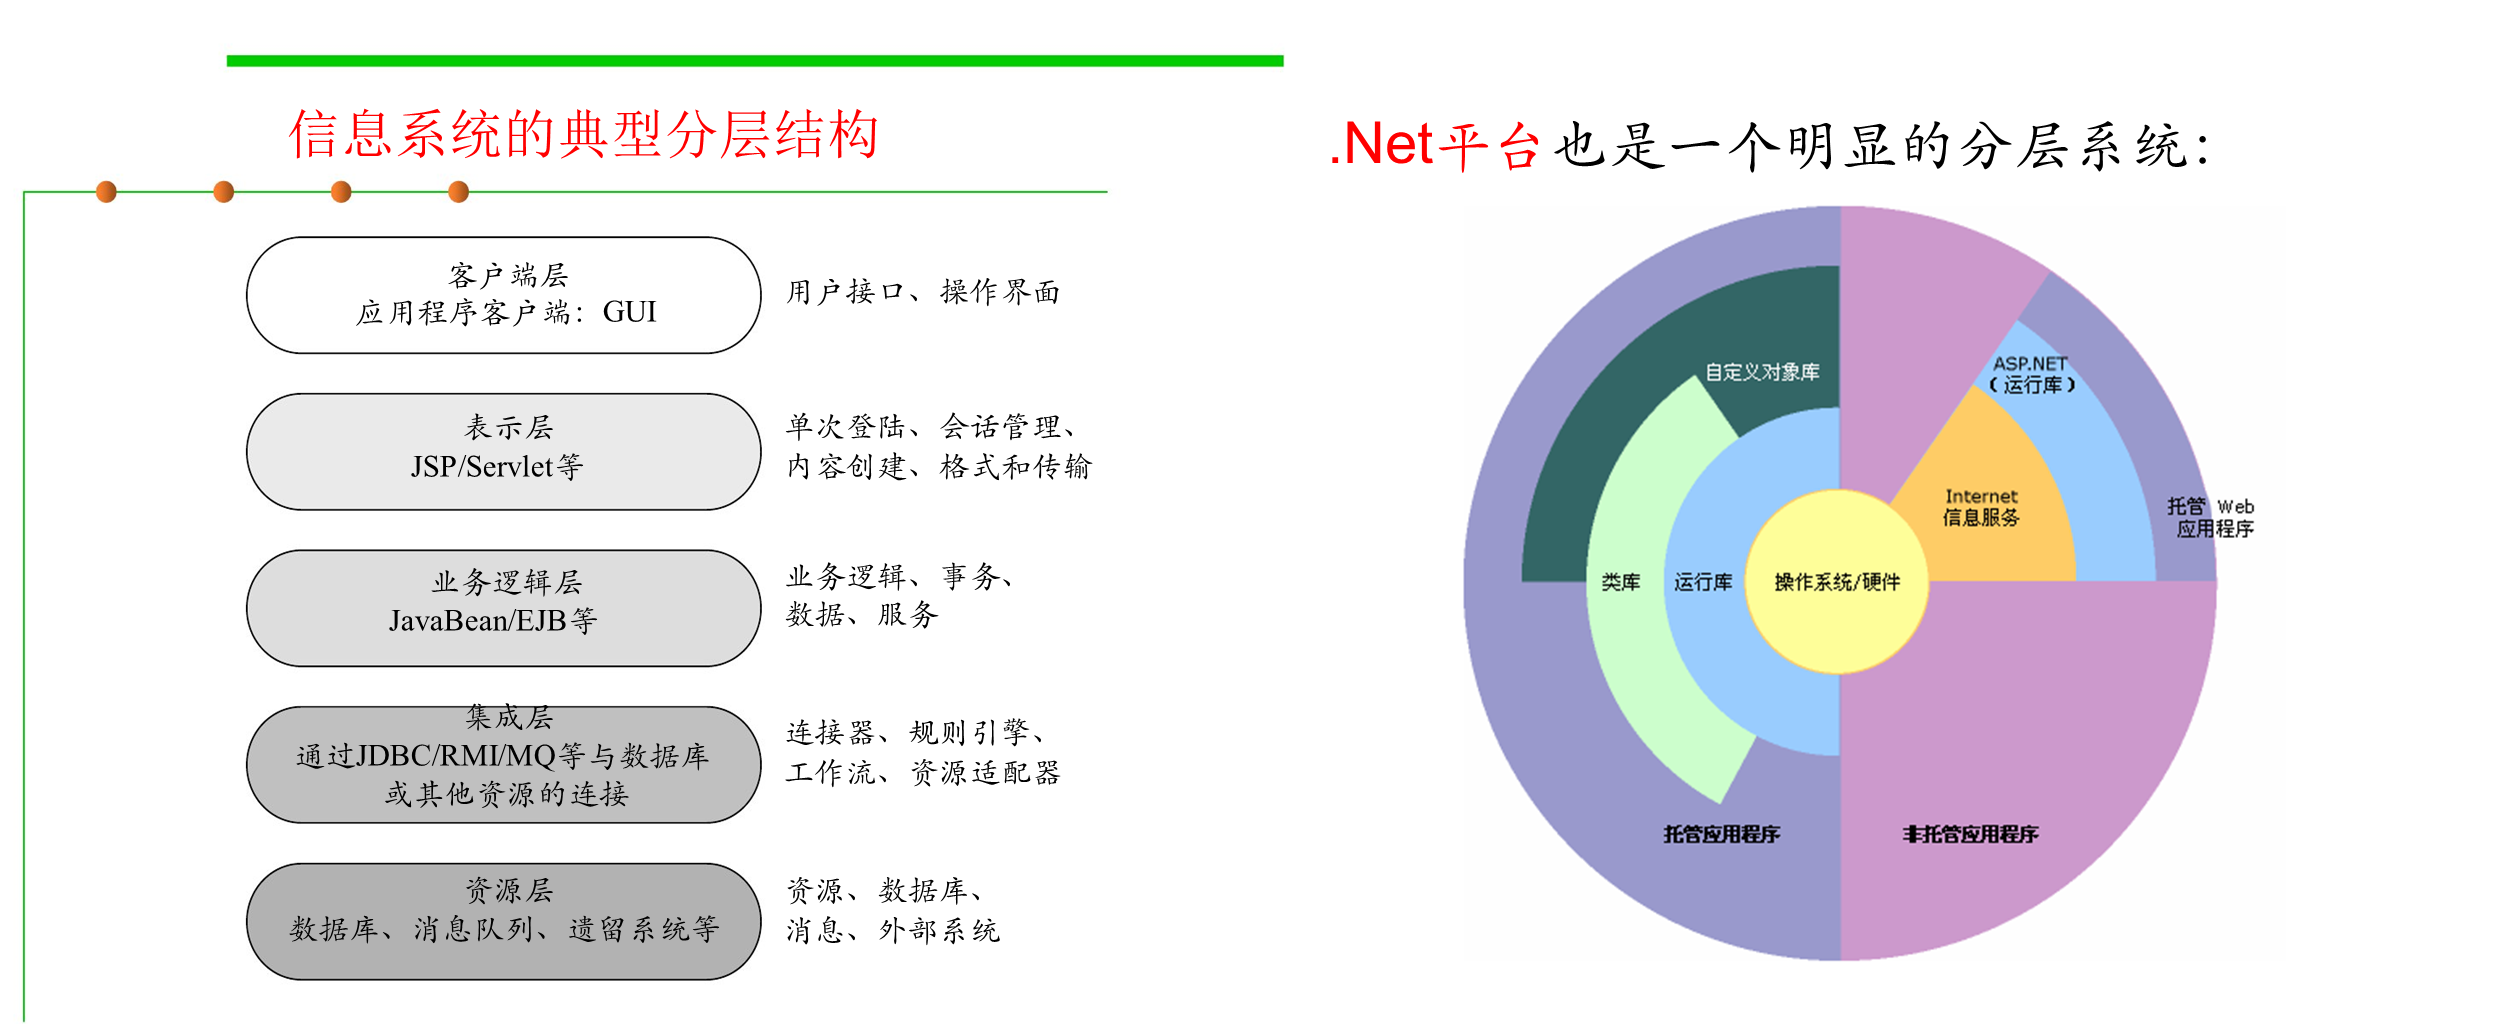 信息系统的典型分层结构
客户端层
应用程序客户端：GUI
用户接口、操作界面
表示层
JSP/Servlet等
单次登陆、会话管理、
内容创建、格式和传输
业务逻辑层
JavaBean/EJB等
业务逻辑、事务、
数据、服务
集成层
通过JDBC/RMI/MQ等与数据库
或其他资源的连接
连接器、规则引擎、
工作流、资源适配器
资源层
数据库、消息队列、遗留系统等
资源、数据库、
消息、外部系统
.Net平台也是一个明显的分层系统：
自定义对象库
ASP.NET
（运行库）
Internet
信息服务
托管 Web
应用程序
类库
运行库
操作系统/硬件
托管应用程序
非托管应用程序